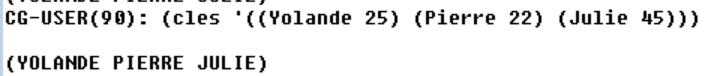 CG-USER(90): (cles '((Yolande 25) (Pierre 22) (Julie 45)))
(YOLANDE PIERRE JULIE)